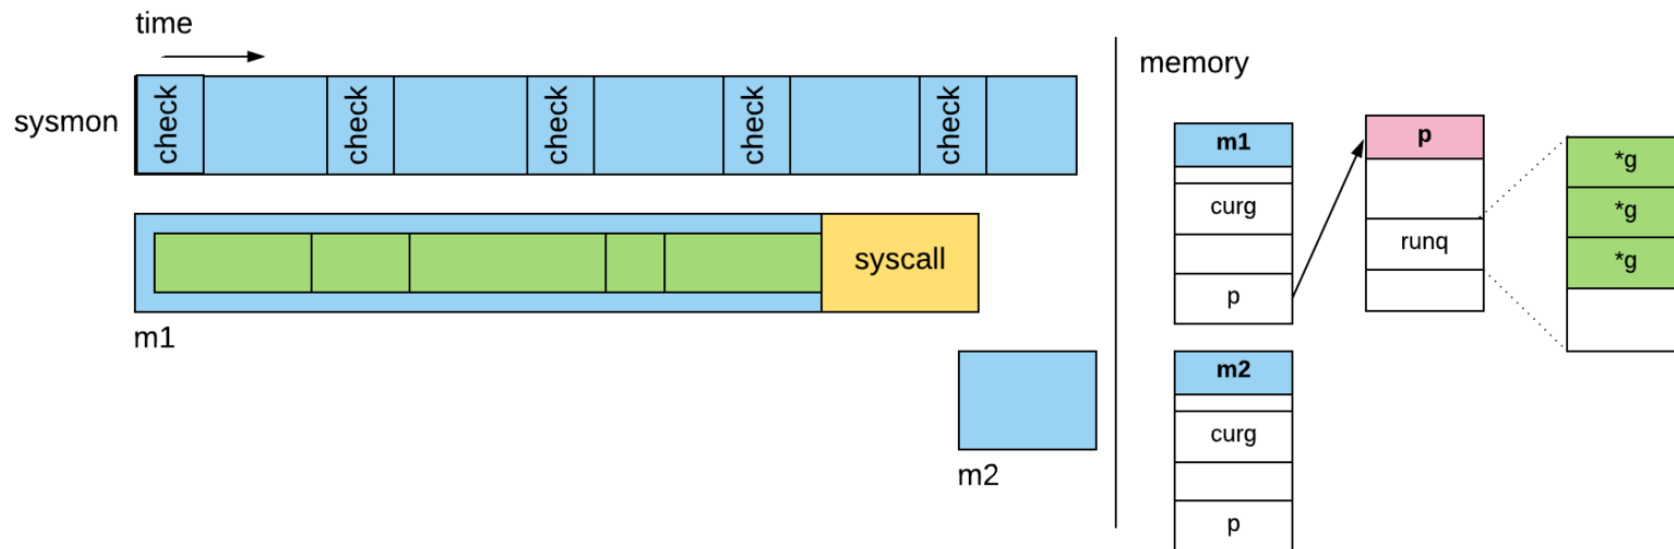 time
sysmon
check
check
check
check
check
syscall
m1
m2
memory
m1
curg
p
p
runq
*g
*g
*g
m2
curg
p